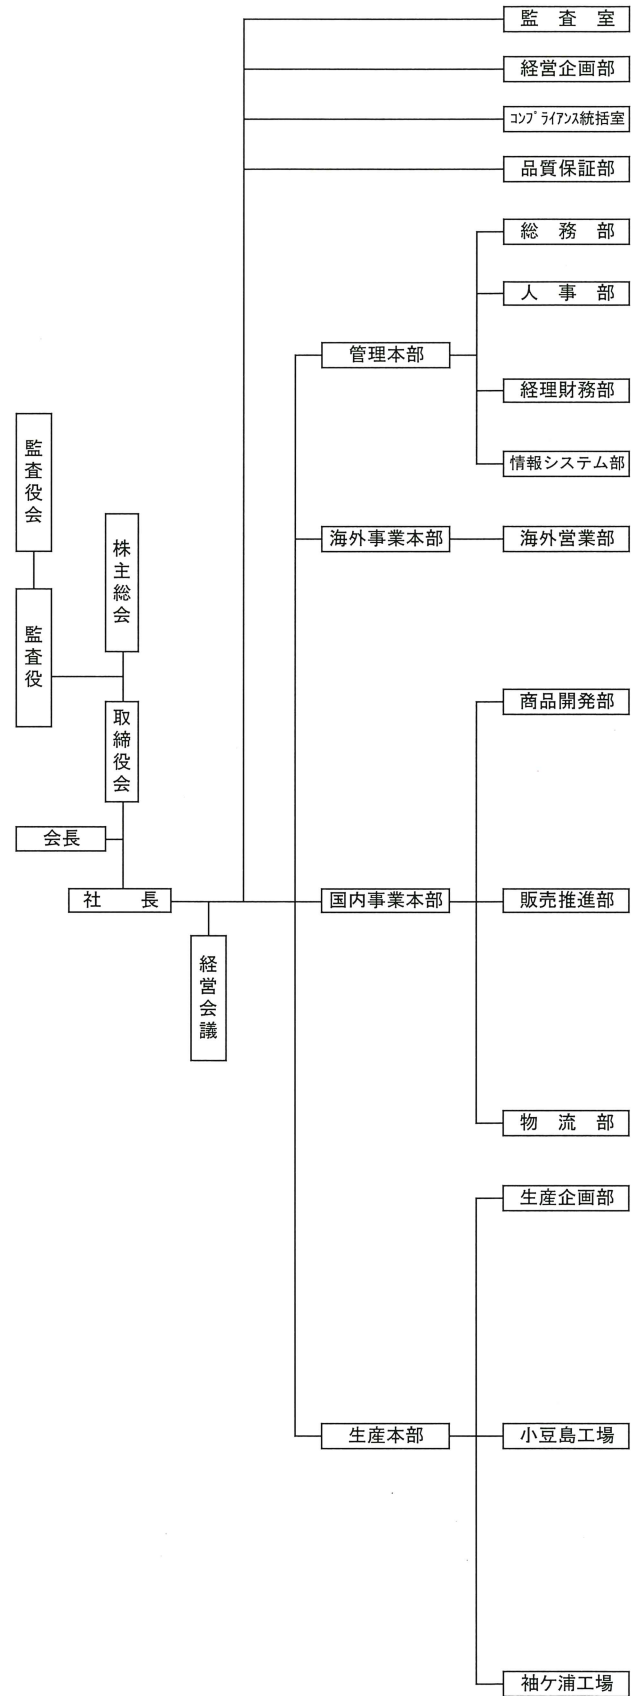 監査室
経営企画部
コンプライアンス統括室
品質保証部
総務部
人事部
管理本部
経理財務部
情報システム部
監査役会
株主総会
海外事業本部
海外営業部
監査役
取締役会
商品開発部
会長
社長
国内事業本部
販売推進部
経営会議
物流部
生産企画部
生産本部
小豆島工場
袖ケ浦工場